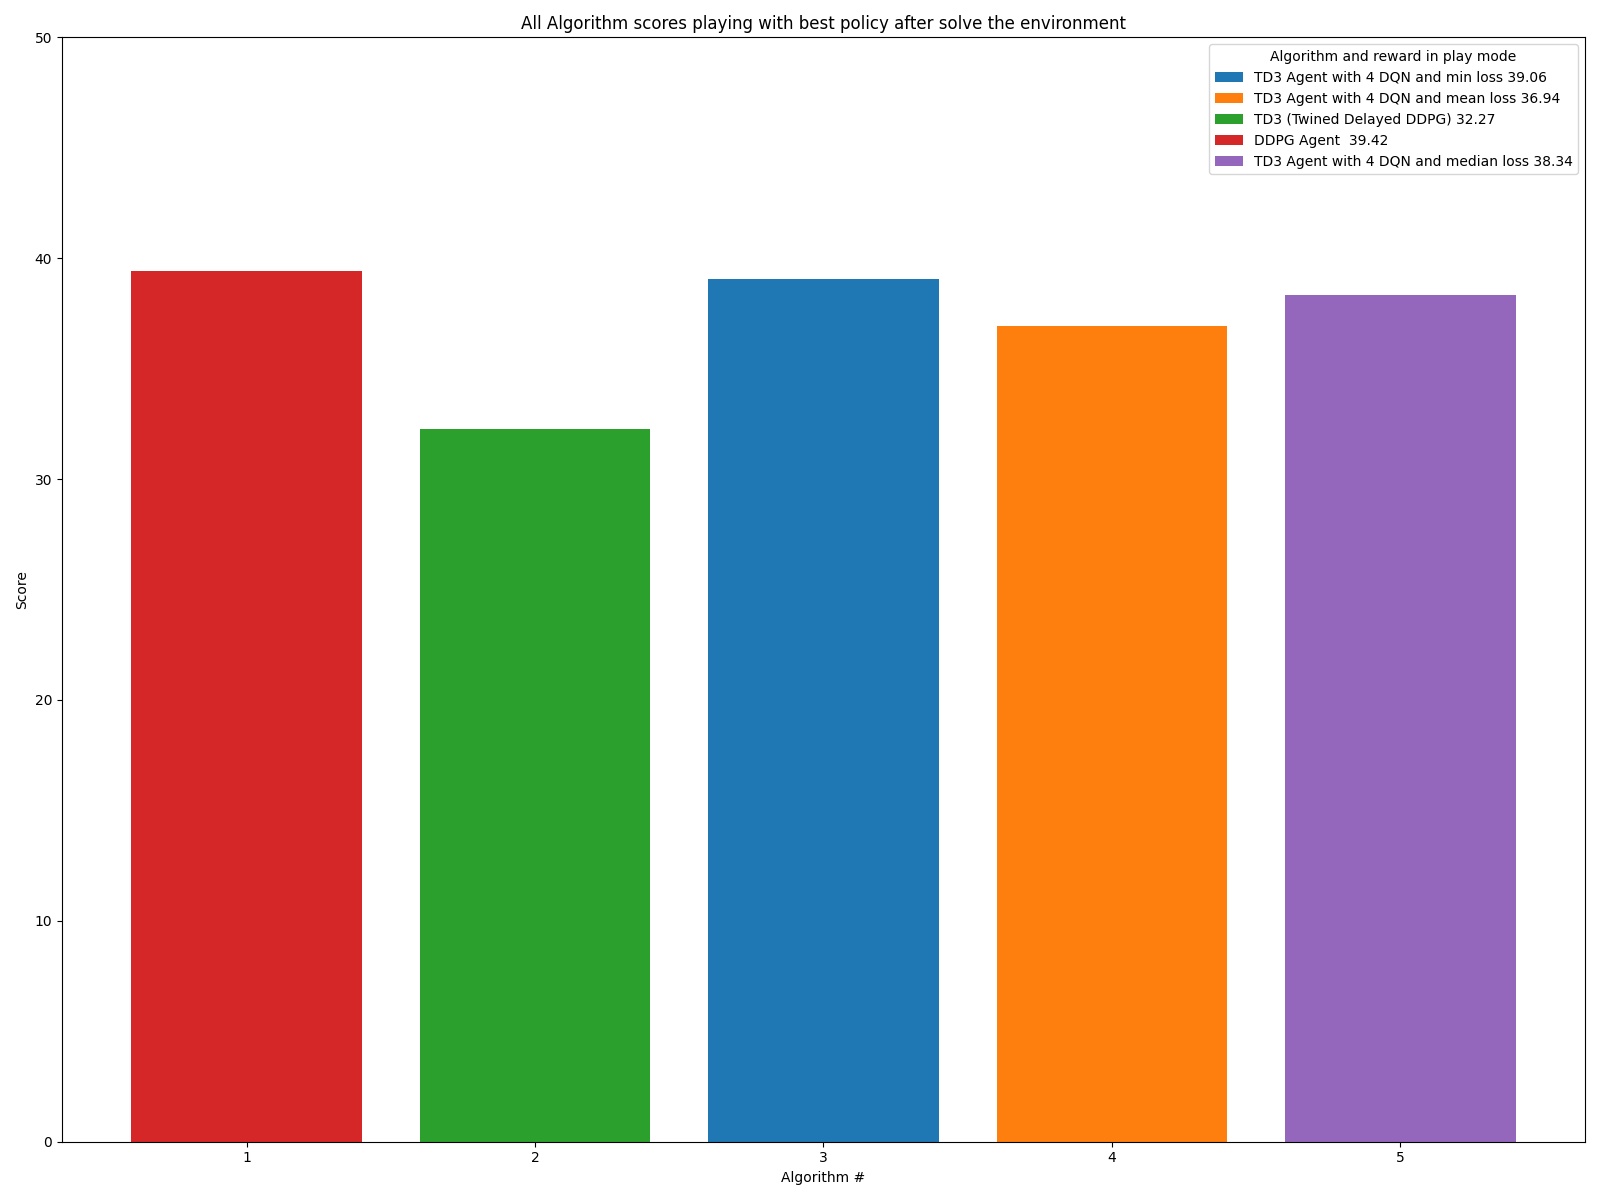 All Algorithm scores playing with best policy after solve the environment
Algorithm and reward in play mode
TD3 Agent with 4 DQN and min loss 39.06
TD3 Agent with 4 DQN and mean loss 36.94
TD3 (Twined Delayed DDPG) 32.27
DDPG Agent  39.42
TD3 Agent with 4 DQN and median loss 38.34
50
40
30
20
10
0
Score
1 2 3 4 5
Algorithm #